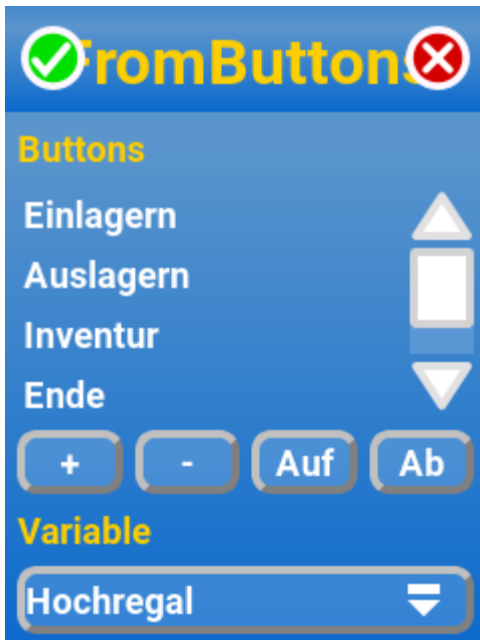 FromButtons
Buttons
Einlagern
Auslagern
Inventur
Ende
+ - Auf Ab
Variable
Hochregal